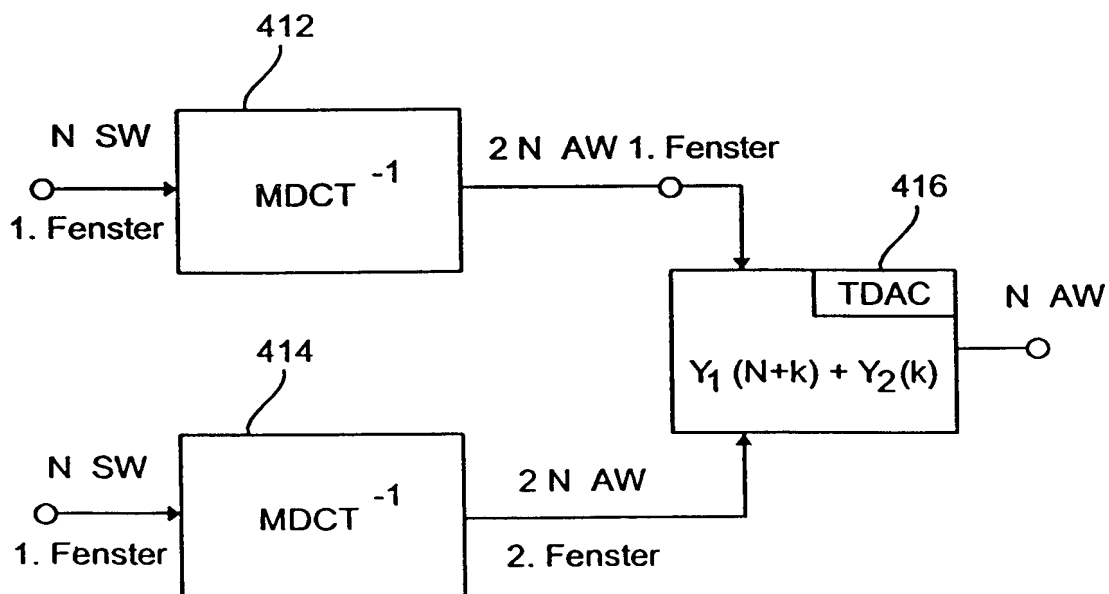 412
N SW
1. Fenster
MDCT -1
2 N AW 1. Fenster
416
TDAC
N AW
Y1 (N+k) + Y2(k)
414
N SW
1. Fenster
MDCT -1
2 N AW
2. Fenster